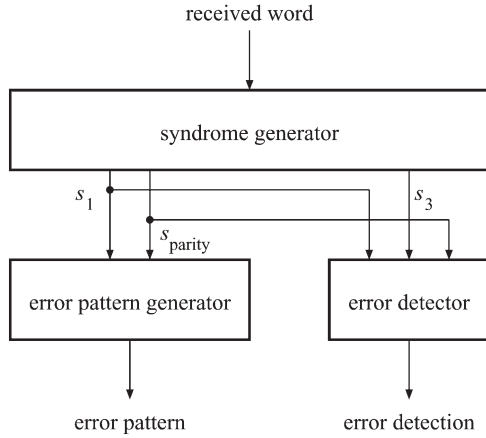 received word
syndrome generator
s1
s3
sparity
error pattern generator
error detector
error pattern
error detection